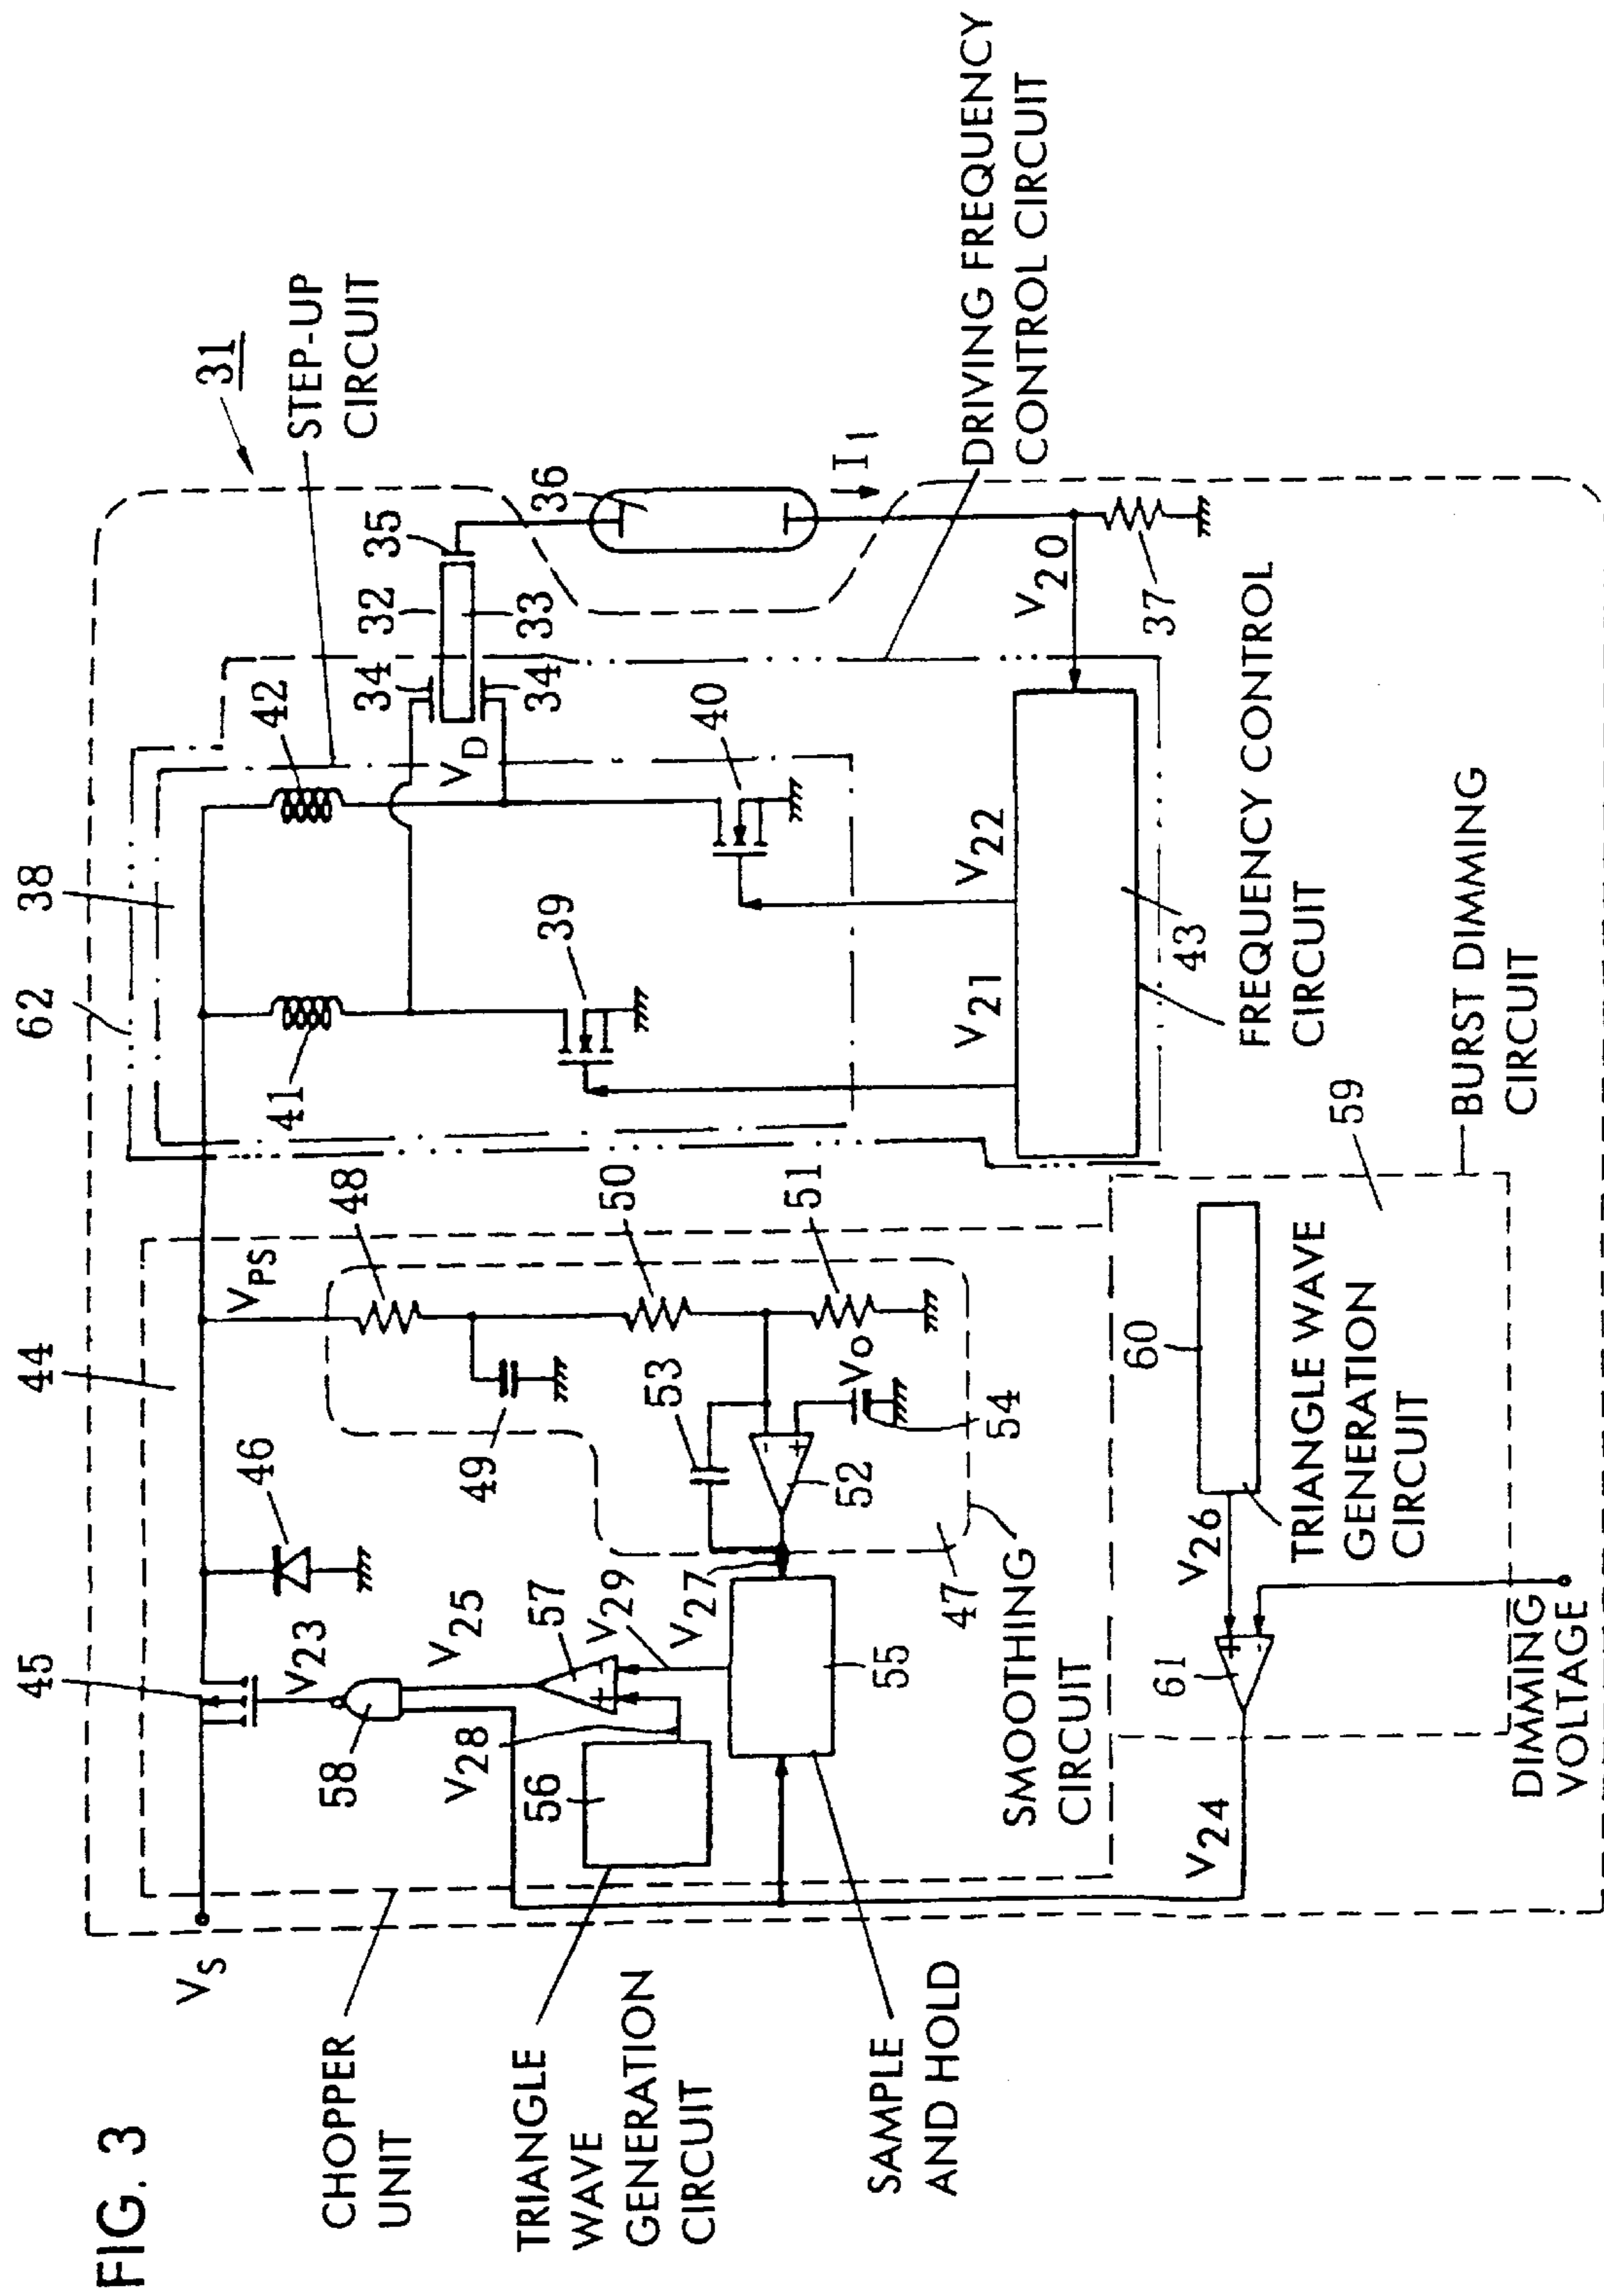 FIG. 3
31
STEP-UP
CIRCUIT
DRIVING FREQUENCY
CONTROL CIRCUIT
62
38
44
42
41
34
34
32
33
35
36
I1
VD
40
39
V20
37
V22
V21
43
FREQUENCY CONTROL
CIRCUIT
VS
45
46
VPS
48
49
50
51
53
52
Vo
54
47
SMOOTHING
CIRCUIT
V23
58
V25
57
V28
V29
V27
56
55
CHOPPER
UNIT
TRIANGLE
WAVE
GENERATION
CIRCUIT
SAMPLE
AND HOLD
59
BURST DIMMING
CIRCUIT
60
TRIANGLE WAVE
GENERATION
CIRCUIT
V26
61
V24
DIMMING
VOLTAGE